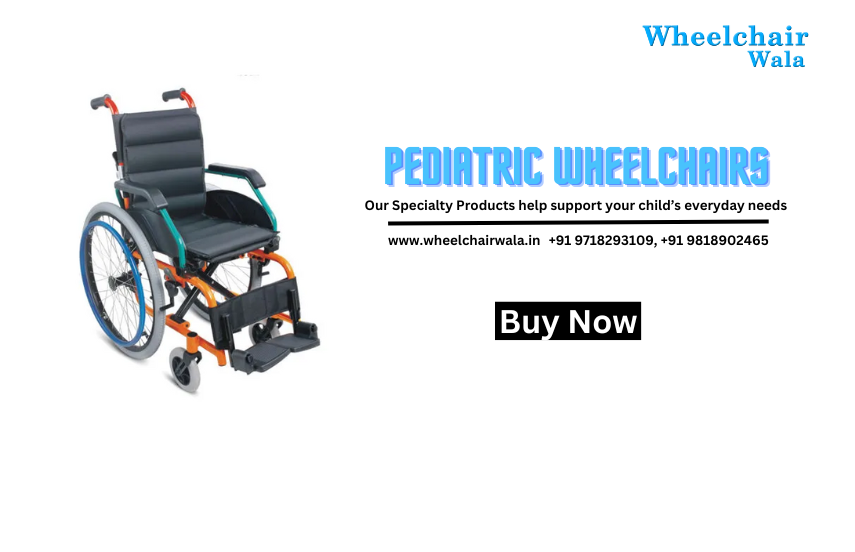 Wheelchair
Wala
PEDIATRIC WHEELCHAIRS
Our Specialty Products help support your child’s everyday needs
www.wheelchairwala.in +91 9718293109, +91 9818902465
Buy Now